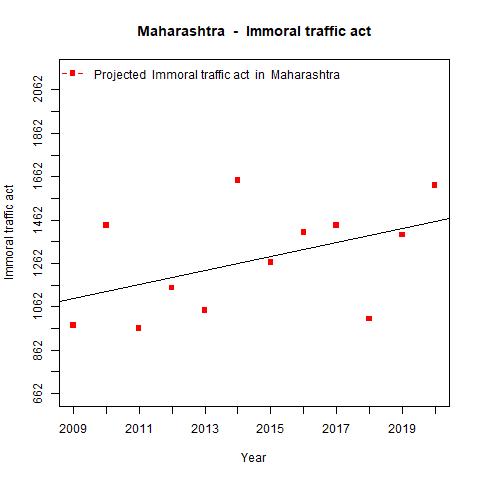 Maharashtra - Immoral traffic act
Projected Immoral traffic act in Maharashtra
2062
1862
1662
1462
1262
1062
862
662
Immoral traffic act
2009 2011 2013 2015 2017 2019
Year